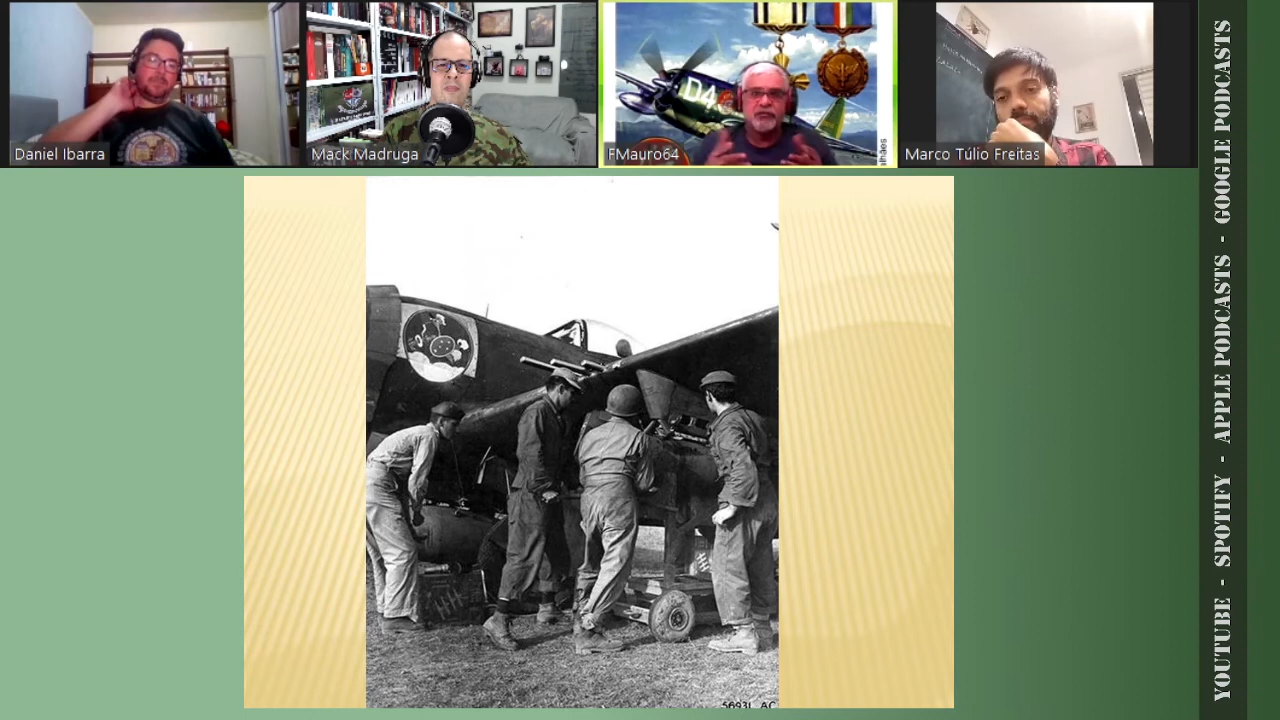 Daniel Ibarra
Mack Madruga
D4
FMauro64
Marco Túlio Freitas
YOUTUBE - SPOTIFY - APPLE PODCASTS - GOOGLE PODCASTS
56931 AC